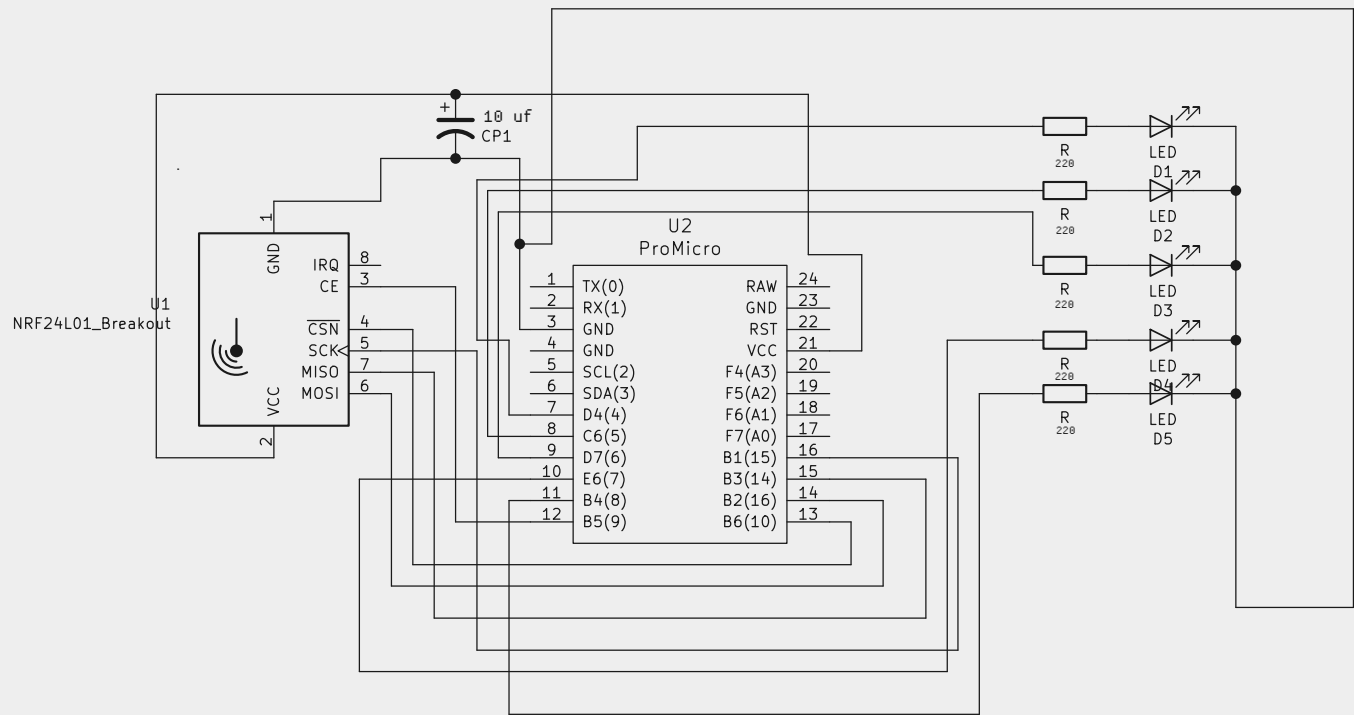 +
10 uf
CP1
R
220
LED
D1
R
220
LED
D2
R
220
LED
D3
R
220
LED
D4
R
220
LED
D5
U1
NRF24L01_Breakout
1
GND
IRQ
8
CE
3
CSN
4
SCK
5
MISO
7
MOSI
6
VCC
2
U2
ProMicro
1 TX(0)
2 RX(1)
3 GND
4 GND
5 SCL(2)
6 SDA(3)
7 D4(4)
8 C6(5)
9 D7(6)
10 E6(7)
11 B4(8)
12 B5(9)
RAW 24
GND 23
RST 22
VCC 21
F4(A3) 20
F5(A2) 19
F6(A1) 18
F7(A0) 17
B1(15) 16
B3(14) 15
B2(16) 14
B6(10) 13